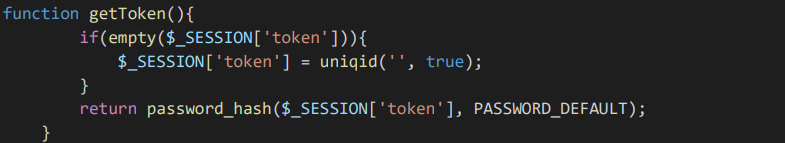 function getToken(){
if(empty($_SESSION['token'])){
$_SESSION['token'] = uniqid('', true);
}
return password_hash($_SESSION['token'], PASSWORD_DEFAULT);
}